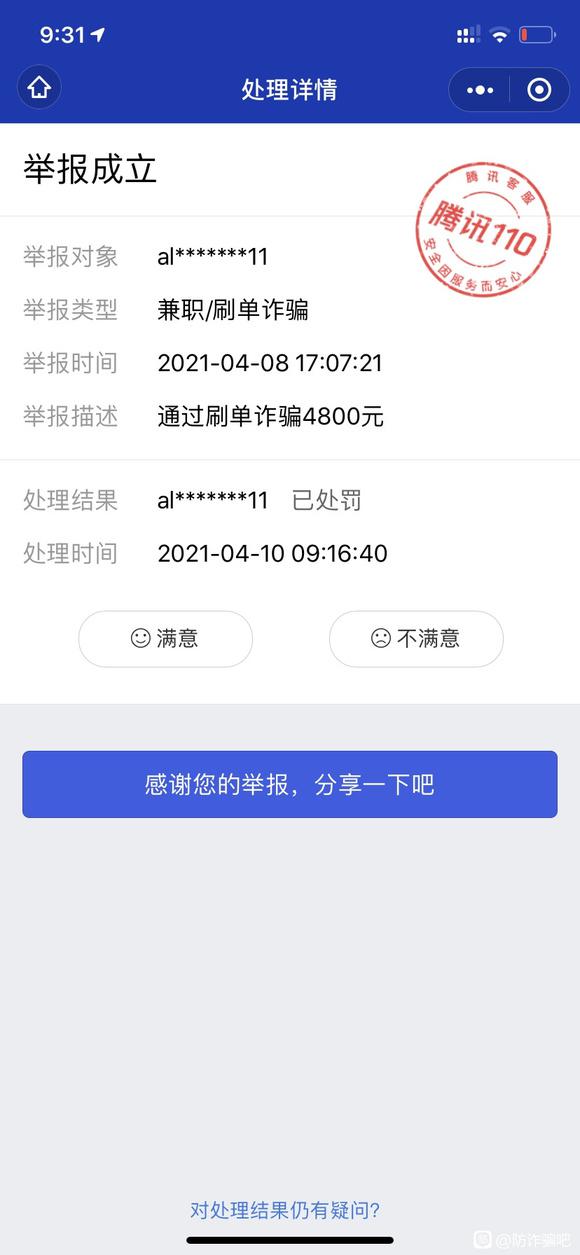 9:31
处理详情
举报成立
腾讯客服
腾讯110
安全因服务而安心
举报对象 al*******11
举报类型 兼职/刷单诈骗
举报时间 2021-04-08 17:07:21
举报描述 通过刷单诈骗4800元
处理结果 al*******11 已处罚
处理时间 2021-04-10 09:16:40
满意 不满意
感谢您的举报，分享一下吧
对处理结果仍有疑问?
@防诈骗吧